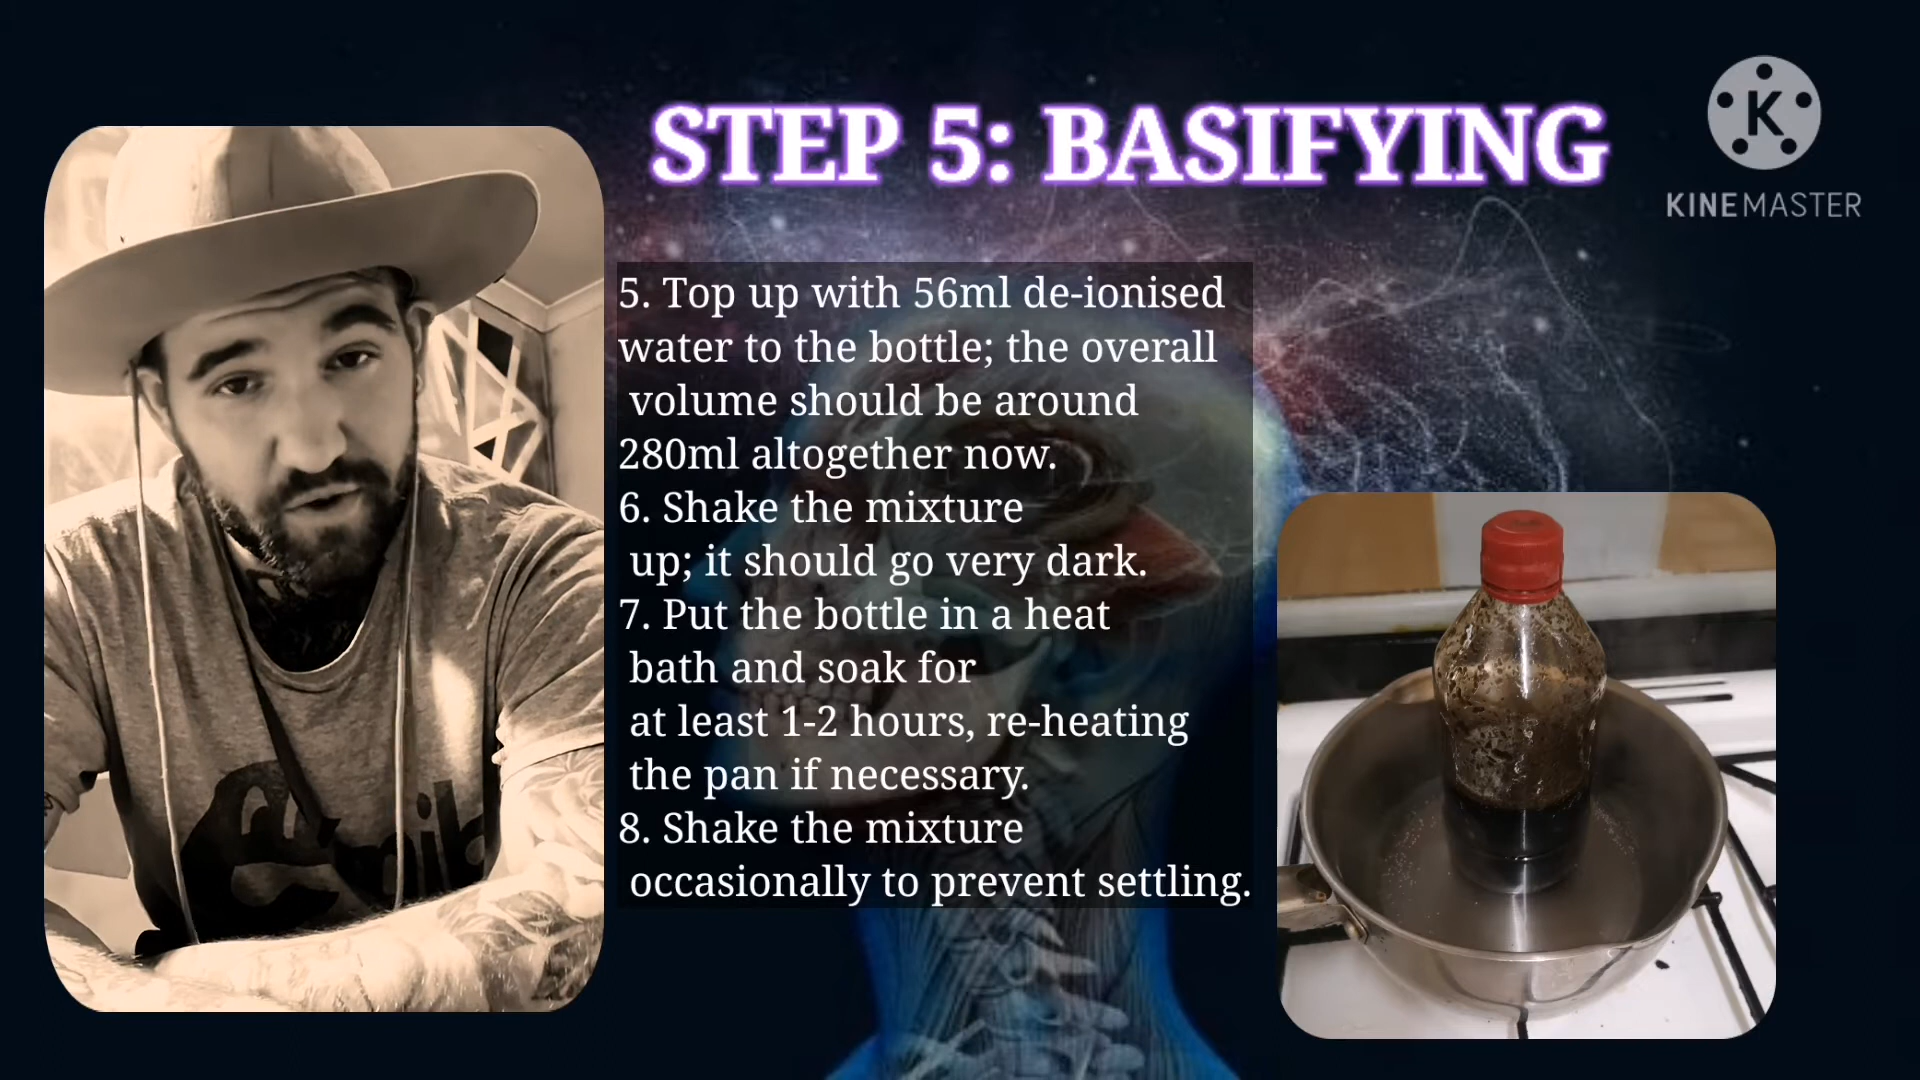 STEP 5: BASIFYING
K
KINEMASTER
5. Top up with 56ml de-ionised
water to the bottle; the overall
volume should be around
280ml altogether now.
6. Shake the mixture
up; it should go very dark.
7. Put the bottle in a heat
bath and soak for
at least 1-2 hours, re-heating
the pan if necessary.
8. Shake the mixture
occasionally to prevent settling.